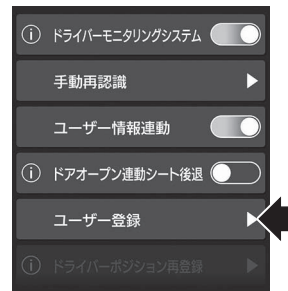 ドライバーモニタリングシステム
手動再認識
ユーザー情報連動
ドアオープン連動シート後退
ユーザー登録
ドライバーポジション再登録